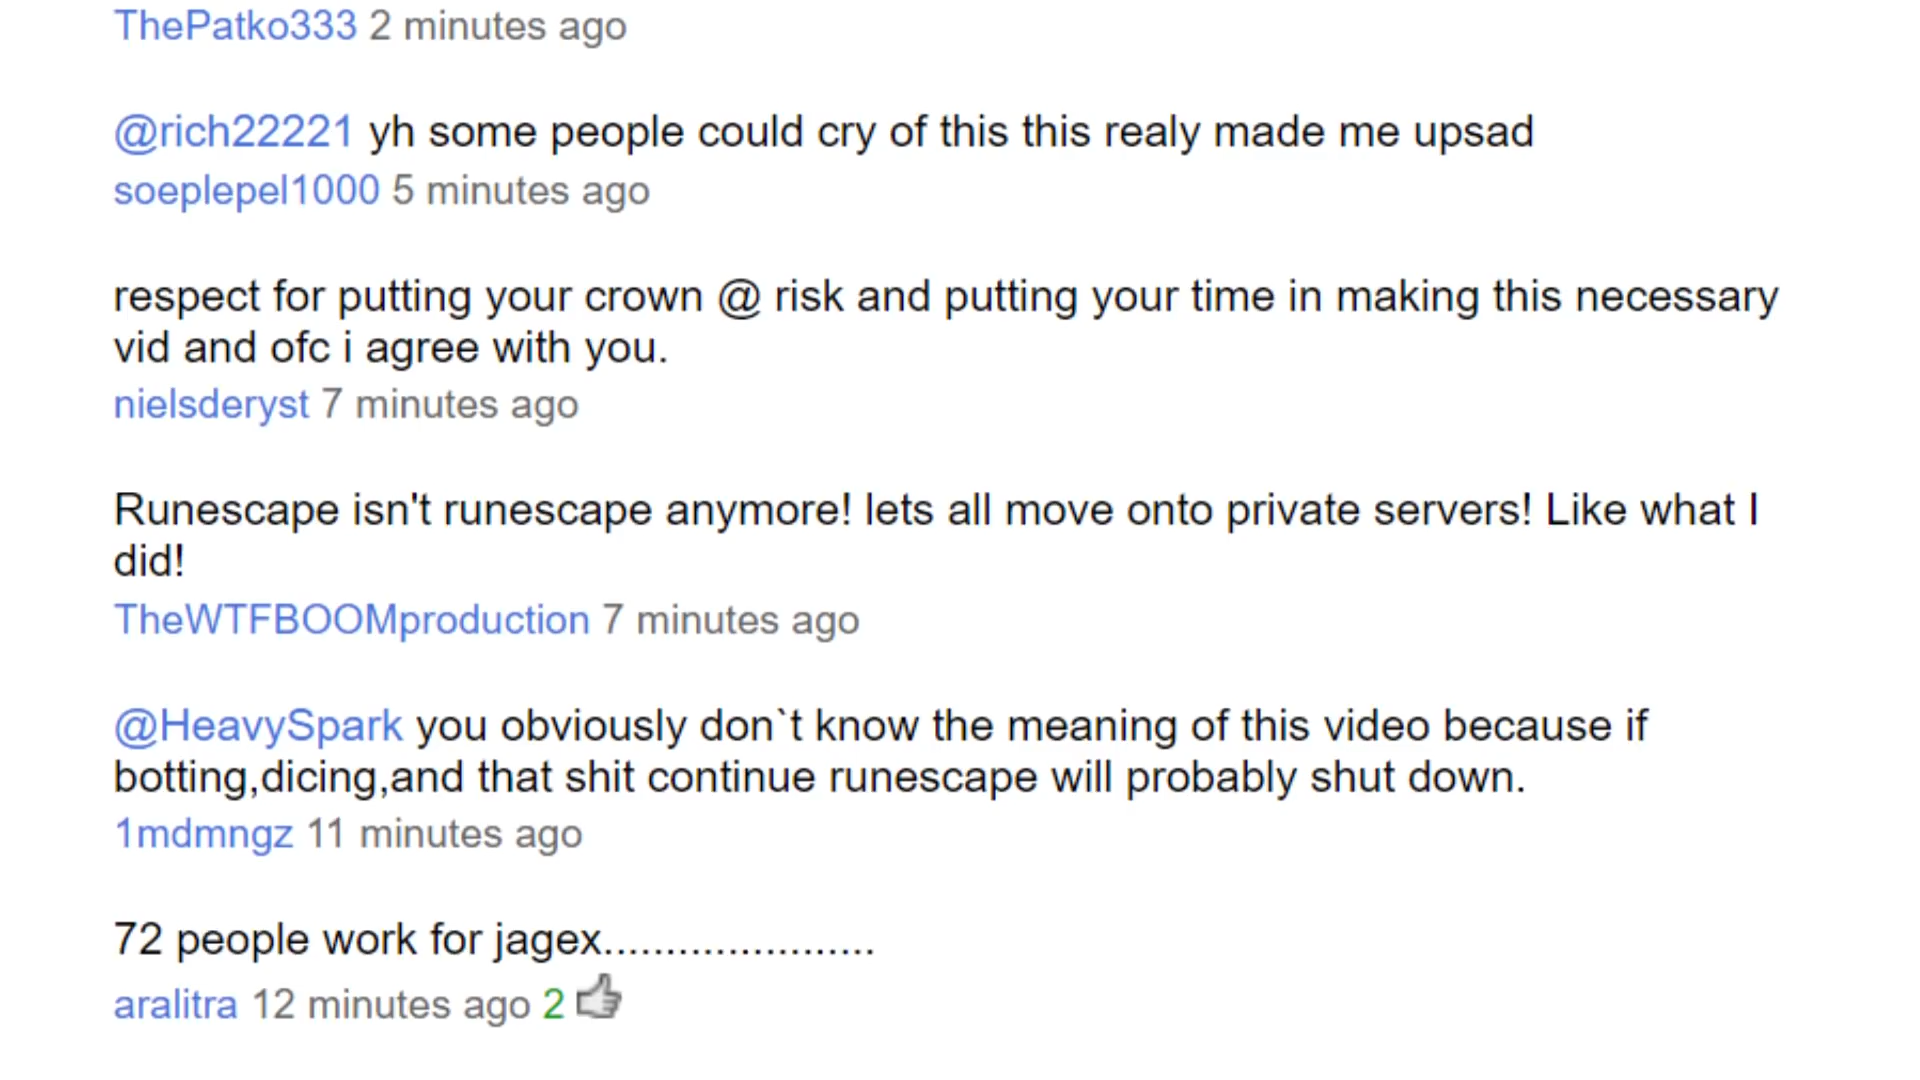 ThePatko333 2 minutes ago
@rich22221 yh some people could cry of this this realy made me upsad
soeplepel1000 5 minutes ago
respect for putting your crown @ risk and putting your time in making this necessary
vid and ofc i agree with you.
nielsderyst 7 minutes ago
Runescape isn't runescape anymore! lets all move onto private servers! Like what I
did!
TheWTFBOOMproduction 7 minutes ago
@HeavySpark you obviously don`t know the meaning of this video because if
botting,dicing,and that shit continue runescape will probably shut down.
1mdmngz 11 minutes ago
72 people work for jagex......................
aralitra 12 minutes ago 2